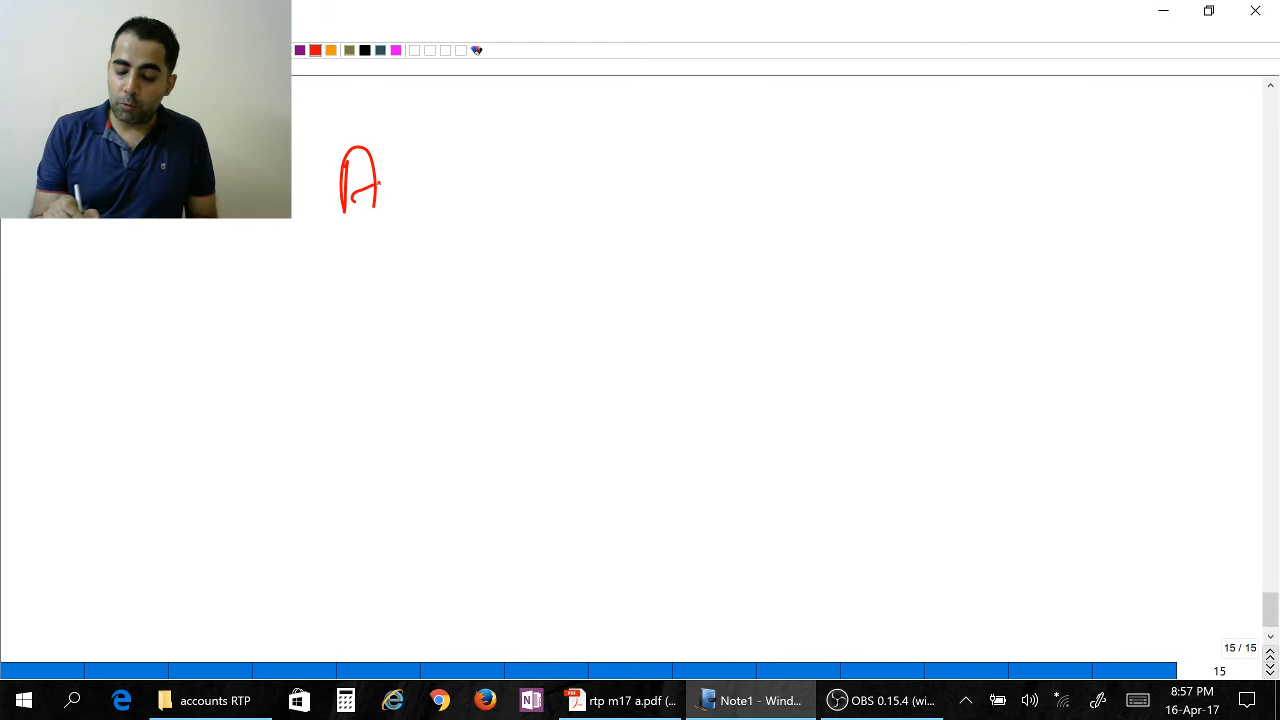 A
15 / 15
15
accounts RTP
rtp m17 a.pdf (...
Note1 - Wind...
OBS 0.15.4 (wi...
8:57 PM
16-Apr-17